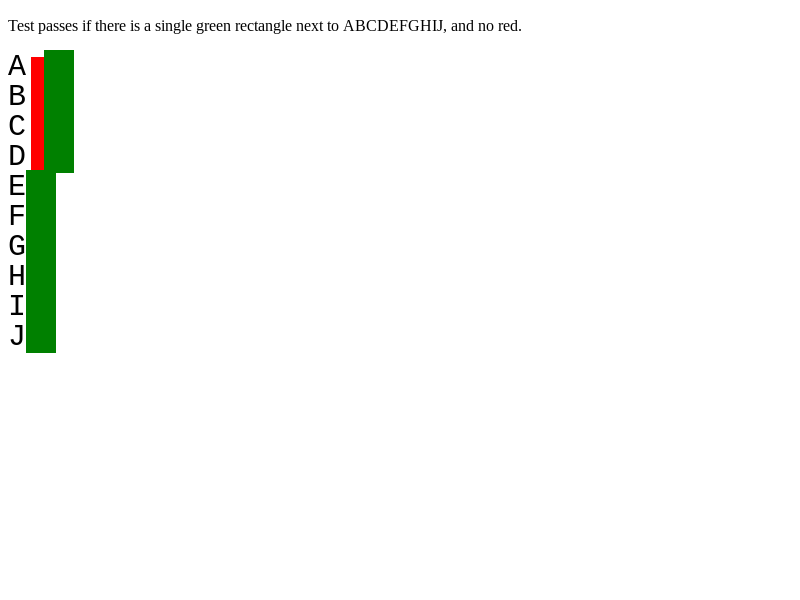 Test passes if there is a single green rectangle next to ABCDEFGHIJ, and no red.
A
B
C
D
E
F
G
H
I
J